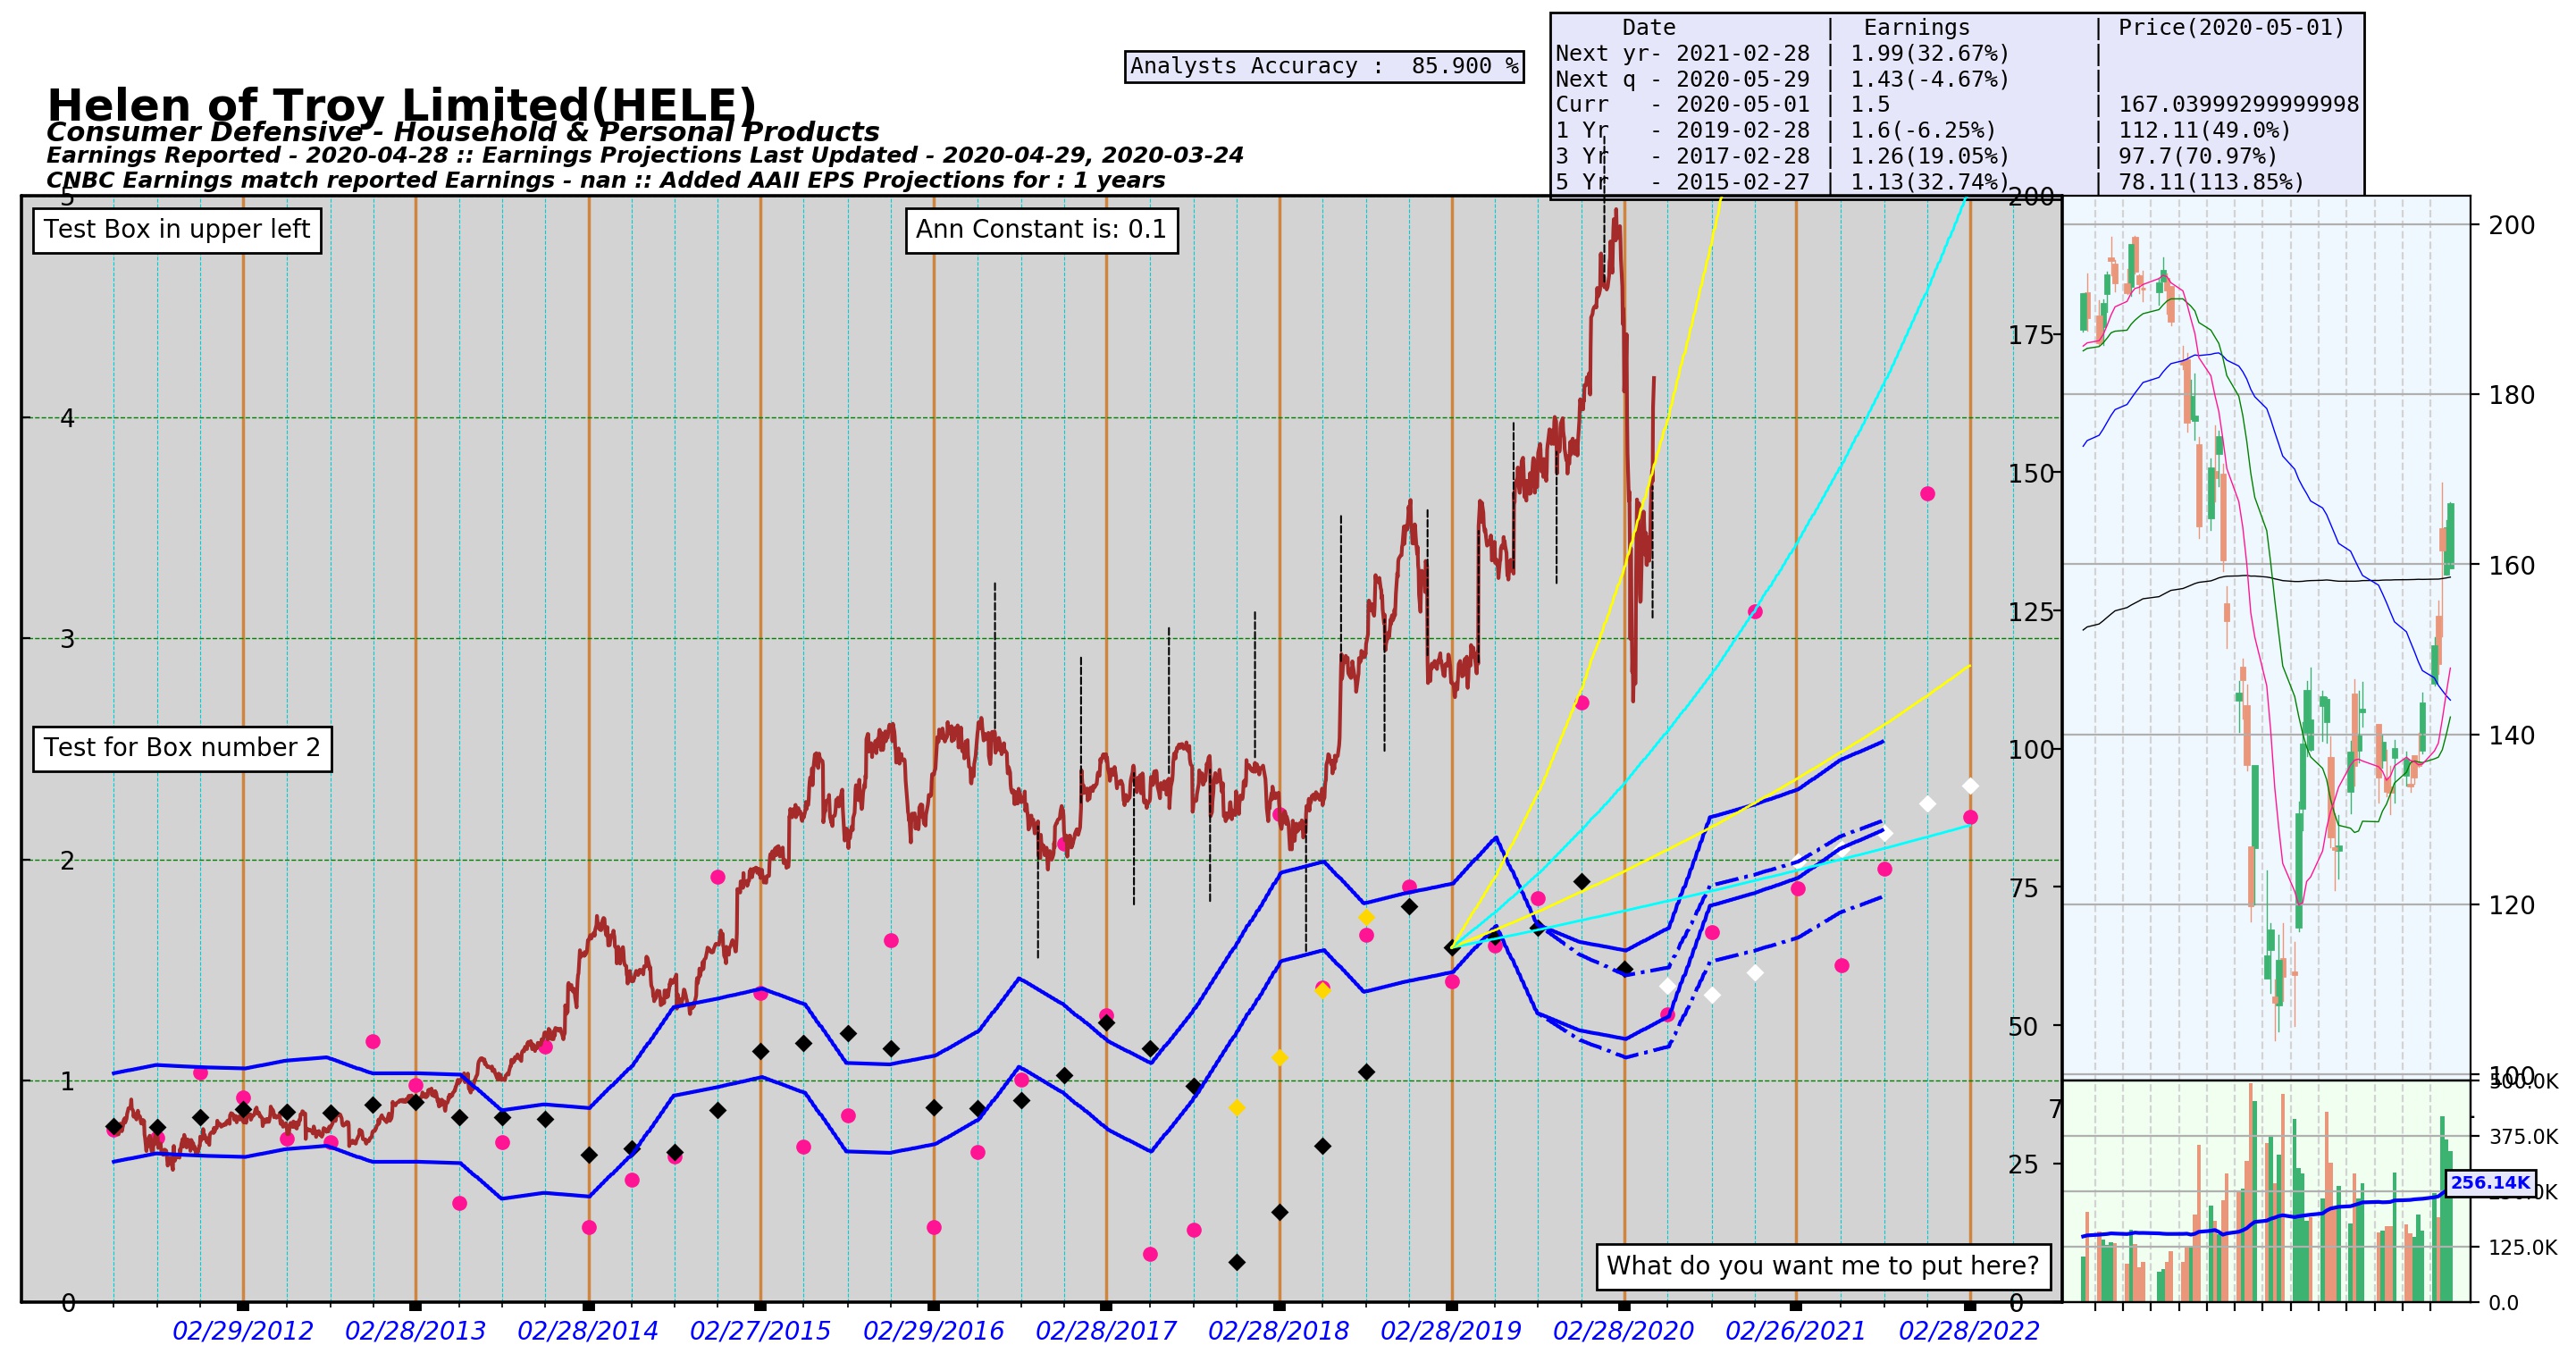 Date | Earnings | Price(2020-05-01)
Next yr- 2021-02-28 | 1.99(32.67%) |
Next q - 2020-05-29 | 1.43(-4.67%) |
Curr - 2020-05-01 | 1.5 | 167.03999299999998
1 Yr - 2019-02-28 | 1.6(-6.25%) | 112.11(49.0%)
3 Yr - 2017-02-28 | 1.26(19.05%) | 97.7(70.97%)
5 Yr - 2015-02-27 | 1.13(32.74%) | 78.11(113.85%)
Analysts Accuracy : 85.900 %
Helen of Troy Limited(HELE)
Consumer Defensive - Household & Personal Products
Earnings Reported - 2020-04-28 :: Earnings Projections Last Updated - 2020-04-29, 2020-03-24
CNBC Earnings match reported Earnings - nan :: Added AAII EPS Projections for : 1 years
Test Box in upper left
Ann Constant is: 0.1
Test for Box number 2
What do you want me to put here?
5
4
3
2
1
0
200
175
150
125
100
75
50
25
0
200
180
160
140
120
100
7
500.0K
375.0K
256.14K
125.0K
0.0
02/29/2012 02/28/2013 02/28/2014 02/27/2015 02/29/2016 02/28/2017 02/28/2018 02/28/2019 02/28/2020 02/26/2021 02/28/2022